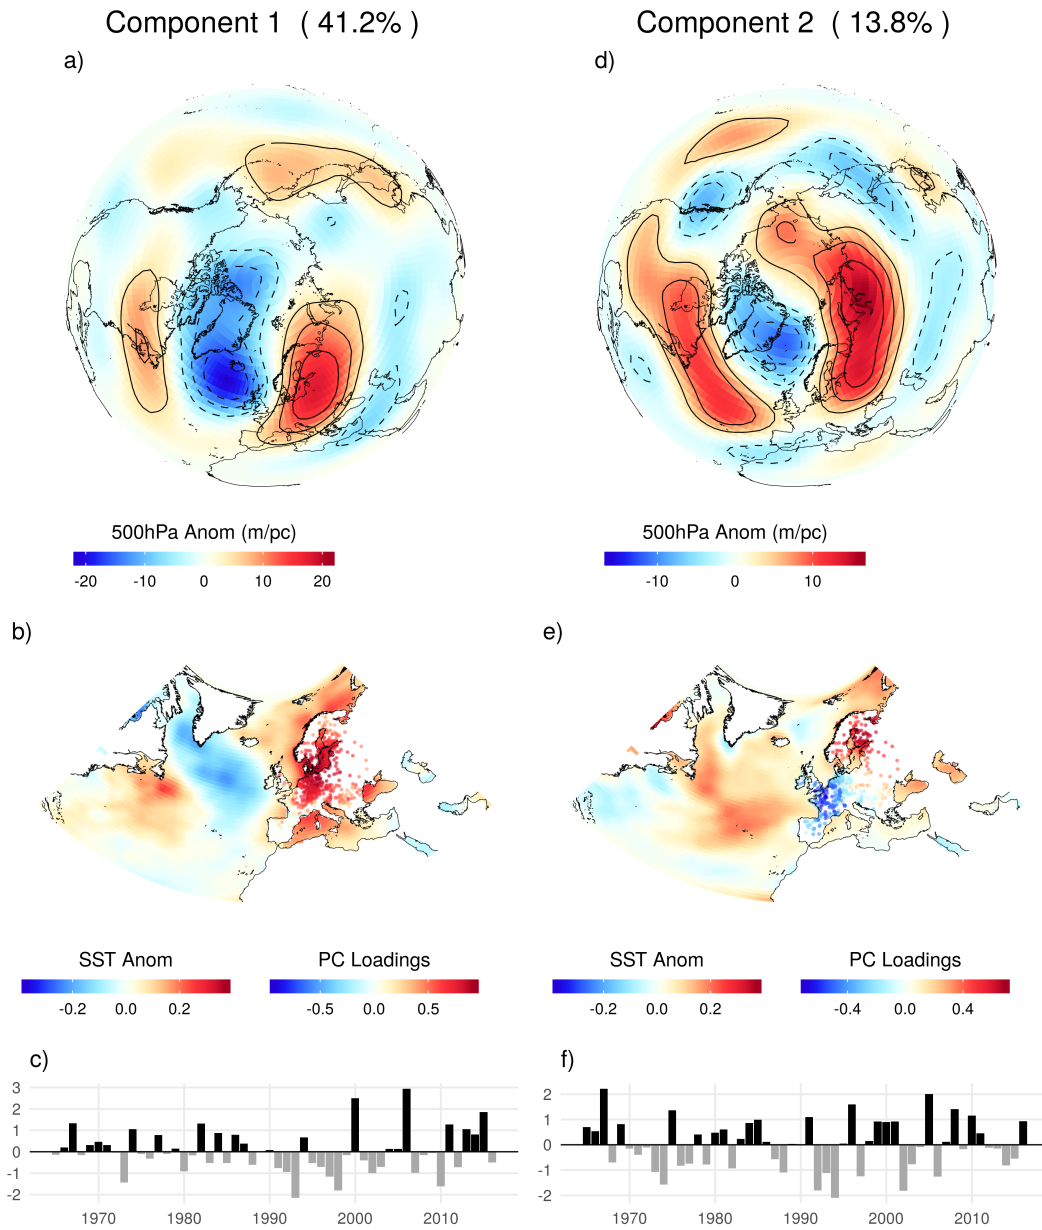 Component 1 ( 41.2% )
Component 2 ( 13.8% )
a)
d)
500hPa Anom (m/pc)
-20 -10 0 10 20
500hPa Anom (m/pc)
-10 0 10
b)
e)
SST Anom
-0.2 0.0 0.2
PC Loadings
-0.5 0.0 0.5
SST Anom
-0.2 0.0 0.2
PC Loadings
-0.4 0.0 0.4
c)
3
2
1
0
-1
-2
1970 1980 1990 2000 2010
f)
2
1
0
-1
-2
1970 1980 1990 2000 2010